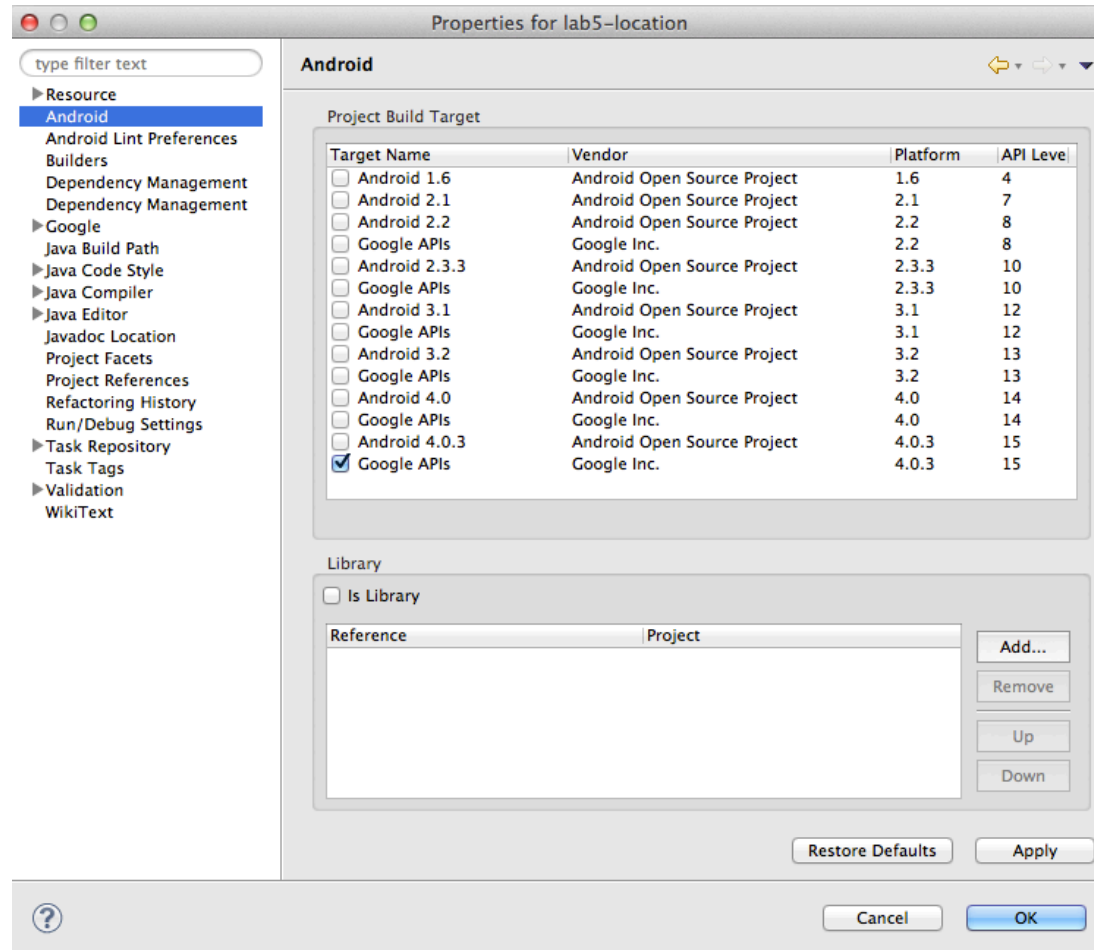 Properties for lab5-location
type filter text
Resource
Android
Android Lint Preferences
Builders
Dependency Management
Dependency Management
Google
Java Build Path
Java Code Style
Java Compiler
Java Editor
Javadoc Location
Project Facets
Project References
Refactoring History
Run/Debug Settings
Task Repository
Task Tags
Validation
WikiText
Android
Project Build Target
Target Name Vendor Platform API Leve
Android 1.6 Android Open Source Project 1.6 4
Android 2.1 Android Open Source Project 2.1 7
Android 2.2 Android Open Source Project 2.2 8
Google APIs Google Inc. 2.2 8
Android 2.3.3 Android Open Source Project 2.3.3 10
Google APIs Google Inc. 2.3.3 10
Android 3.1 Android Open Source Project 3.1 12
Google APIs Google Inc. 3.1 12
Android 3.2 Android Open Source Project 3.2 13
Google APIs Google Inc. 3.2 13
Android 4.0 Android Open Source Project 4.0 14
Google APIs Google Inc. 4.0 14
Android 4.0.3 Android Open Source Project 4.0.3 15
Google APIs Google Inc. 4.0.3 15
Library
Is Library
Reference Project
Add...
Remove
Up
Down
Restore Defaults Apply
? Cancel OK